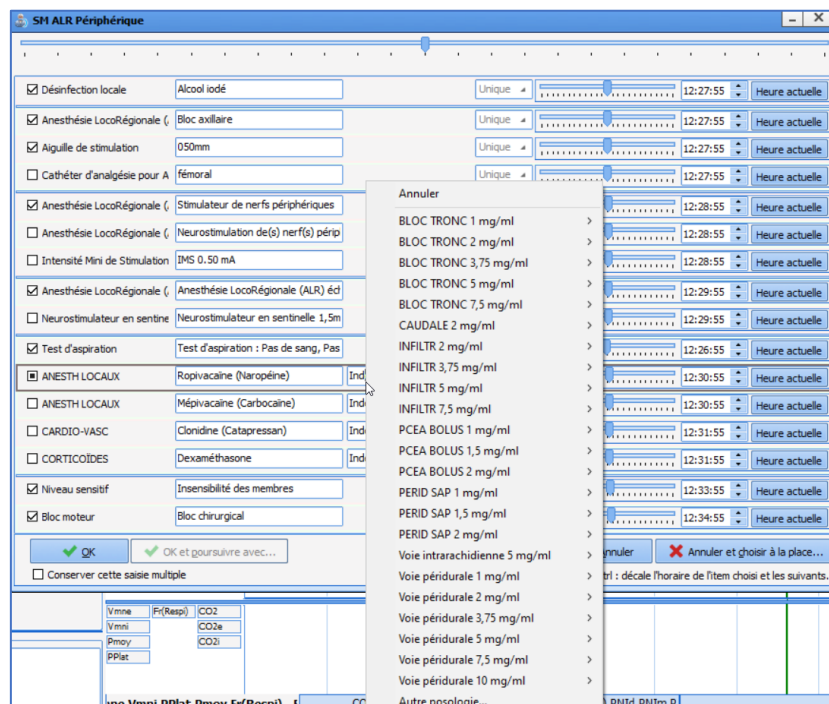 SM ALR Périphérique
Désinfection locale Alcool iodé Unique 12:27:55 Heure actuelle
Anesthésie LocoRégionale (, Bloc axillaire Unique 12:27:55 Heure actuelle
Aiguille de stimulation 050mm Unique 12:27:55 Heure actuelle
Cathéter d'analgésie pour A fémoral Unique 12:27:55 Heure actuelle
Annuler
Anesthésie LocoRégionale (, Stimulateur de nerfs périphériques 12:28:55 Heure actuelle
BLOC TRONC 1 mg/ml
Anesthésie LocoRégionale (, Neurostimulation de(s) nerf(s) périp 12:28:55 Heure actuelle
BLOC TRONC 2 mg/ml
Intensité Mini de Stimulation IMS 0.50 mA 12:28:55 Heure actuelle
BLOC TRONC 3,75 mg/ml
BLOC TRONC 5 mg/ml
Anesthésie LocoRégionale (, Anesthésie LocoRégionale (ALR) éch 12:29:55 Heure actuelle
BLOC TRONC 7,5 mg/ml
Neurostimulateur en sentine Neurostimulateur en sentinelle 1,5m 12:29:55 Heure actuelle
CAUDALE 2 mg/ml
Test d'aspiration Test d'aspiration : Pas de sang, Pas 12:26:55 Heure actuelle
INFILTR 2 mg/ml
INFILTR 3,75 mg/ml
ANESTH LOCAUX Ropivacaïne (Naropéine) Ind 12:30:55 Heure actuelle
INFILTR 5 mg/ml
ANESTH LOCAUX Mépivacaïne (Carbocaïne) Ind 12:30:55 Heure actuelle
INFILTR 7,5 mg/ml
CARDIO-VASC Clonidine (Catapressan) Ind 12:31:55 Heure actuelle
PCEA BOLUS 1 mg/ml
PCEA BOLUS 1,5 mg/ml
CORTICOÏDES Dexaméthasone Ind 12:31:55 Heure actuelle
PCEA BOLUS 2 mg/ml
Niveau sensitif Insensibilité des membres 12:33:55 Heure actuelle
PERID SAP 1 mg/ml
PERID SAP 1,5 mg/ml
Bloc moteur Bloc chirurgical 12:34:55 Heure actuelle
PERID SAP 2 mg/ml
OK OK et poursuivre avec... nnuler Annuler et choisir à la place...
Voie intrarachidienne 5 mg/ml
Conserver cette saisie multiple trl : décale l'horaire de l'item choisi et les suivants.
Voie péridurale 1 mg/ml
Voie péridurale 2 mg/ml
Vmne Fr(Respi) CO2
Voie péridurale 3,75 mg/ml
Vmni CO2e
Voie péridurale 5 mg/ml
Pmoy CO2i
Voie péridurale 7,5 mg/ml
PPlat
Voie péridurale 10 mg/ml
Autre posologie...
Vmni PPlat Pmoy Fr(Respi) CO PNId PNIm